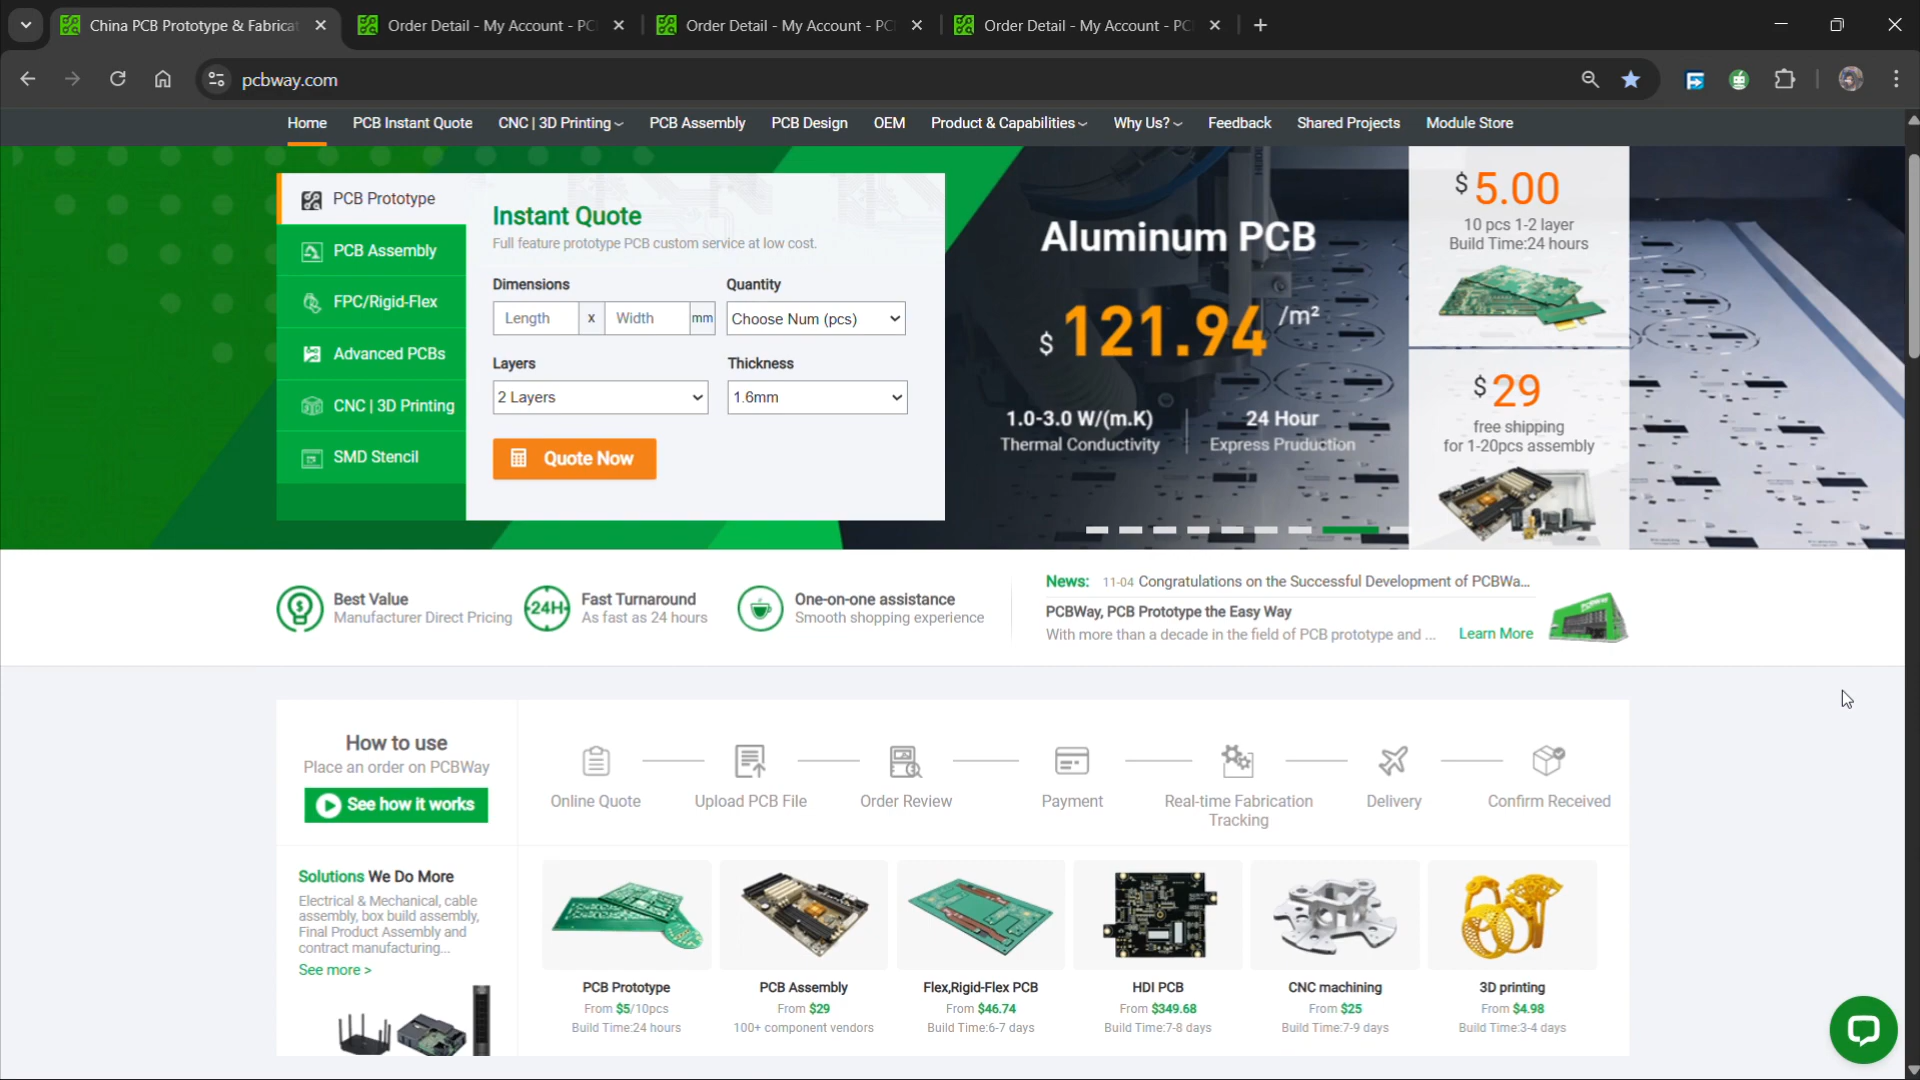 China PCB Prototype & Fabricat
Order Detail - My Account - PC
Order Detail - My Account - PC
Order Detail - My Account - PC
pcbway.com
Home PCB Instant Quote CNC | 3D Printing PCB Assembly PCB Design OEM Product & Capabilities Why Us? Feedback Shared Projects Module Store
PCB Prototype
PCB Assembly
FPC/Rigid-Flex
Advanced PCBs
CNC | 3D Printing
SMD Stencil
Instant Quote
Full feature prototype PCB custom service at low cost.
Dimensions Quantity
Length x Width mm Choose Num (pcs)
Layers Thickness
2 Layers 1.6mm
Quote Now
Aluminum PCB
$ 121.94 /m²
1.0-3.0 W/(m.K) 24 Hour
Thermal Conductivity Express Pruduction
$ 5.00
10 pcs 1-2 layer
Build Time:24 hours
$ 29
free shipping
for 1-20pcs assembly
Best Value
Manufacturer Direct Pricing
24H
Fast Turnaround
As fast as 24 hours
One-on-one assistance
Smooth shopping experience
News: 11-04 Congratulations on the Successful Development of PCBWa...
PCBWay, PCB Prototype the Easy Way
With more than a decade in the field of PCB prototype and ... Learn More
How to use
Place an order on PCBWay
See how it works
Online Quote
Upload PCB File
Order Review
Payment
Real-time Fabrication
Tracking
Delivery
Confirm Received
Solutions We Do More
Electrical & Mechanical, cable
assembly, box build assembly,
Final Product Assembly and
contract manufacturing...
See more >
PCB Prototype
From $5/10pcs
Build Time:24 hours
PCB Assembly
From $29
100+ component vendors
Flex,Rigid-Flex PCB
From $46.74
Build Time:6-7 days
HDI PCB
From $349.68
Build Time:7-8 days
CNC machining
From $25
Build Time:7-9 days
3D printing
From $4.98
Build Time:3-4 days